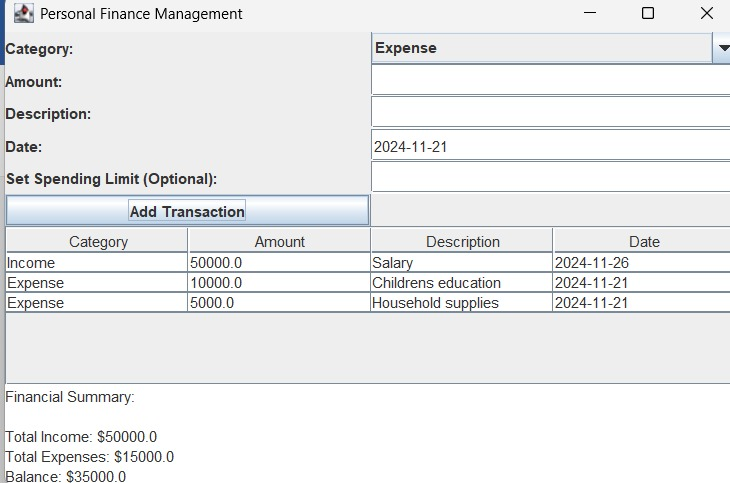 Personal Finance Management
Category: Expense
Amount:
Description:
Date: 2024-11-21
Set Spending Limit (Optional):
Add Transaction
Category Amount Description Date
Income 50000.0 Salary 2024-11-26
Expense 10000.0 Childrens education 2024-11-21
Expense 5000.0 Household supplies 2024-11-21
Financial Summary:
Total Income: $50000.0
Total Expenses: $15000.0
Balance: $35000.0